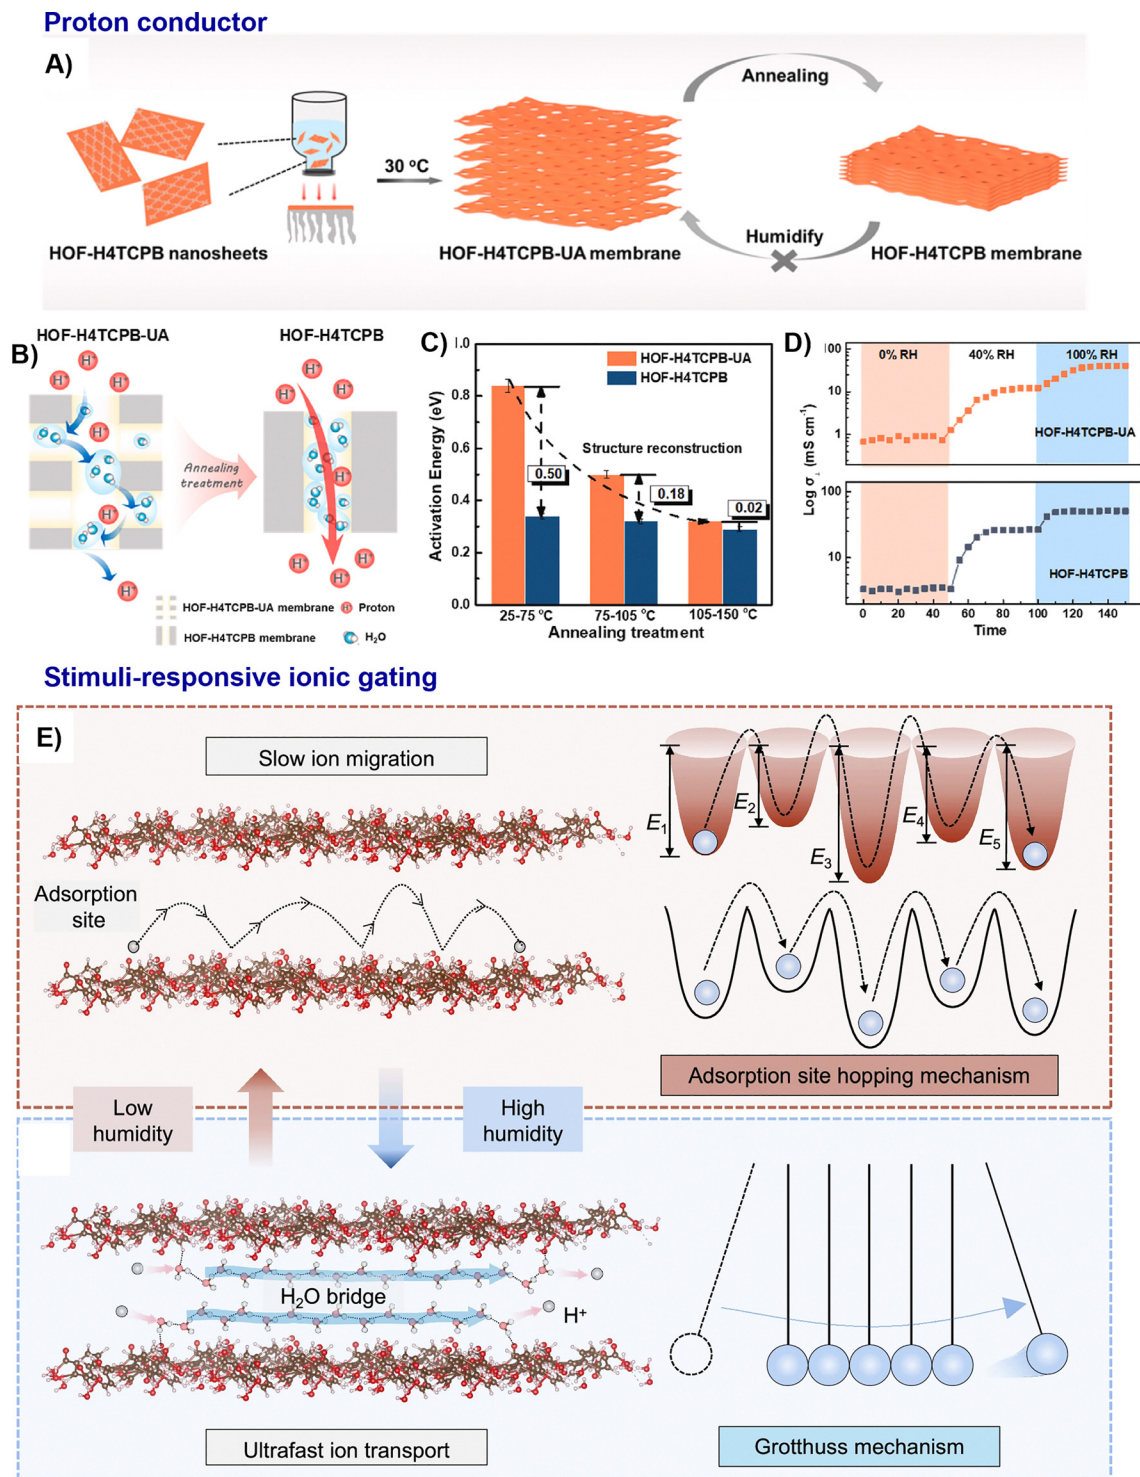 Proton conductor
A)
Annealing
30 °C
Humidify
HOF-H4TCPB nanosheets
HOF-H4TCPB-UA membrane
HOF-H4TCPB membrane
B)
HOF-H4TCPB-UA
HOF-H4TCPB
H+
Annealing
treatment
HOF-H4TCPB-UA membrane
Proton
HOF-H4TCPB membrane
H2O
C)
HOF-H4TCPB-UA
HOF-H4TCPB
Structure reconstruction
0.50
0.18
0.02
1.0
0.8
0.6
0.4
0.2
0.0
Activation Energy (eV)
25-75 °C
75-105 °C
105-150 °C
Annealing treatment
D)
0% RH
40% RH
100% RH
100
10
1
HOF-H4TCPB-UA
Log σ⊥ (mS cm-1)
100
10
HOF-H4TCPB
0
20
40
60
80
100
120
140
Time
Stimuli-responsive ionic gating
E)
Slow ion migration
Adsorption
site
E1
E2
E3
E4
E5
Adsorption site hopping mechanism
Low
humidity
High
humidity
H2O bridge
H+
Ultrafast ion transport
Grotthuss mechanism